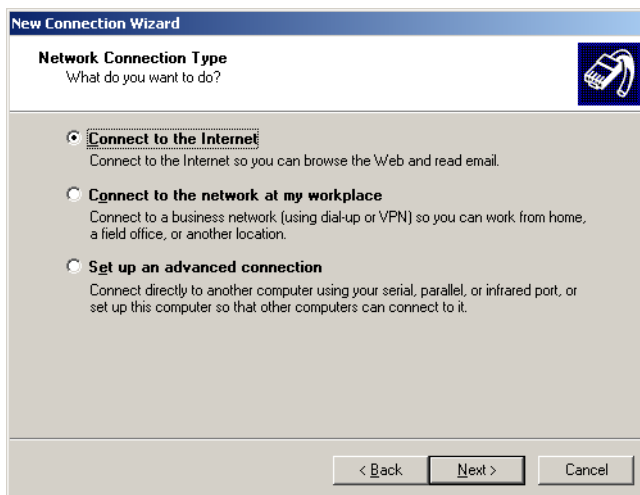 New Connection Wizard
Network Connection Type
What do you want to do?
Connect to the Internet
Connect to the Internet so you can browse the Web and read email.
Connect to the network at my workplace
Connect to a business network (using dial-up or VPN) so you can work from home,
a field office, or another location.
Set up an advanced connection
Connect directly to another computer using your serial, parallel, or infrared port, or
set up this computer so that other computers can connect to it.
< Back Next > Cancel